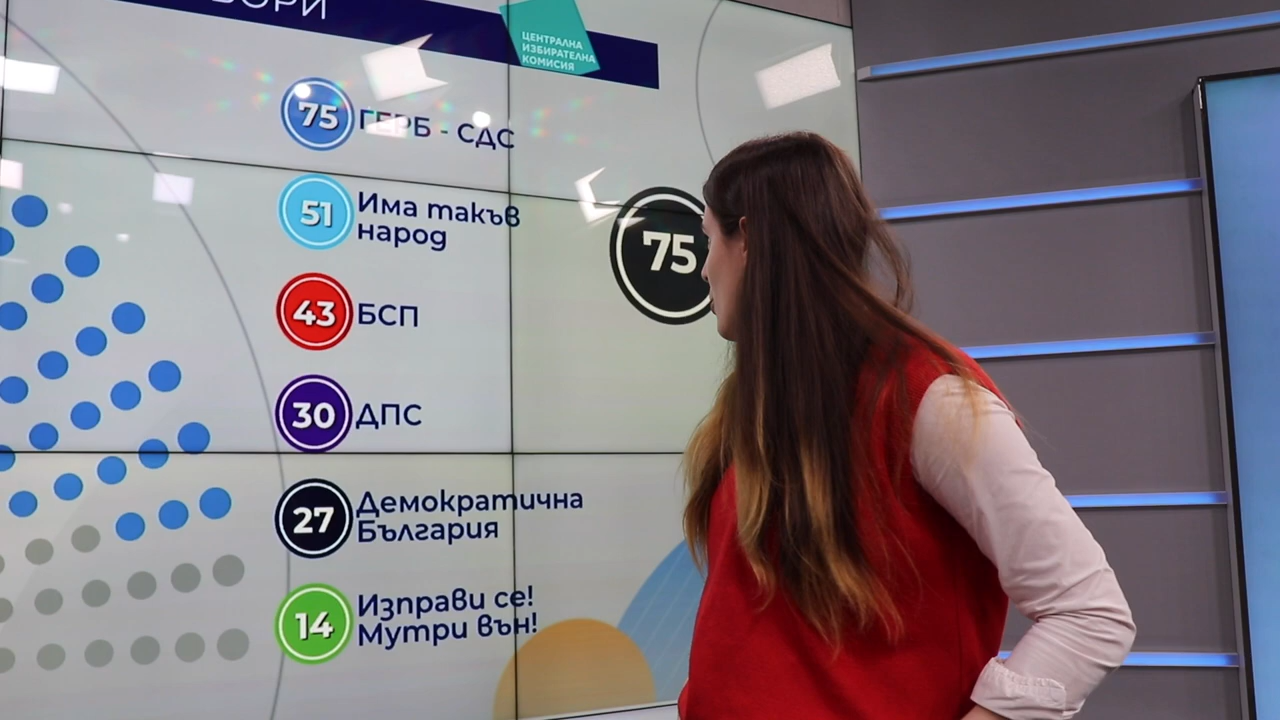 ЦЕНТРАЛНА
ИЗБИРАТЕЛНА
КОМИСИЯ
75 ГЕРБ - СДС
51 Има такъв
народ
75
43 БСП
30 ДПС
27 Демократична
България
14 Изправи се!
Мутри вън!